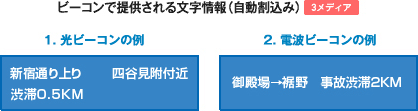 ビーコンで提供される文字情報(自動割込み) 3メディア
1. 光ビーコンの例
新宿通り上り　　四谷見附付近
渋滞0.5KM
2. 電波ビーコンの例
御殿場→裾野　事故渋滞2KM